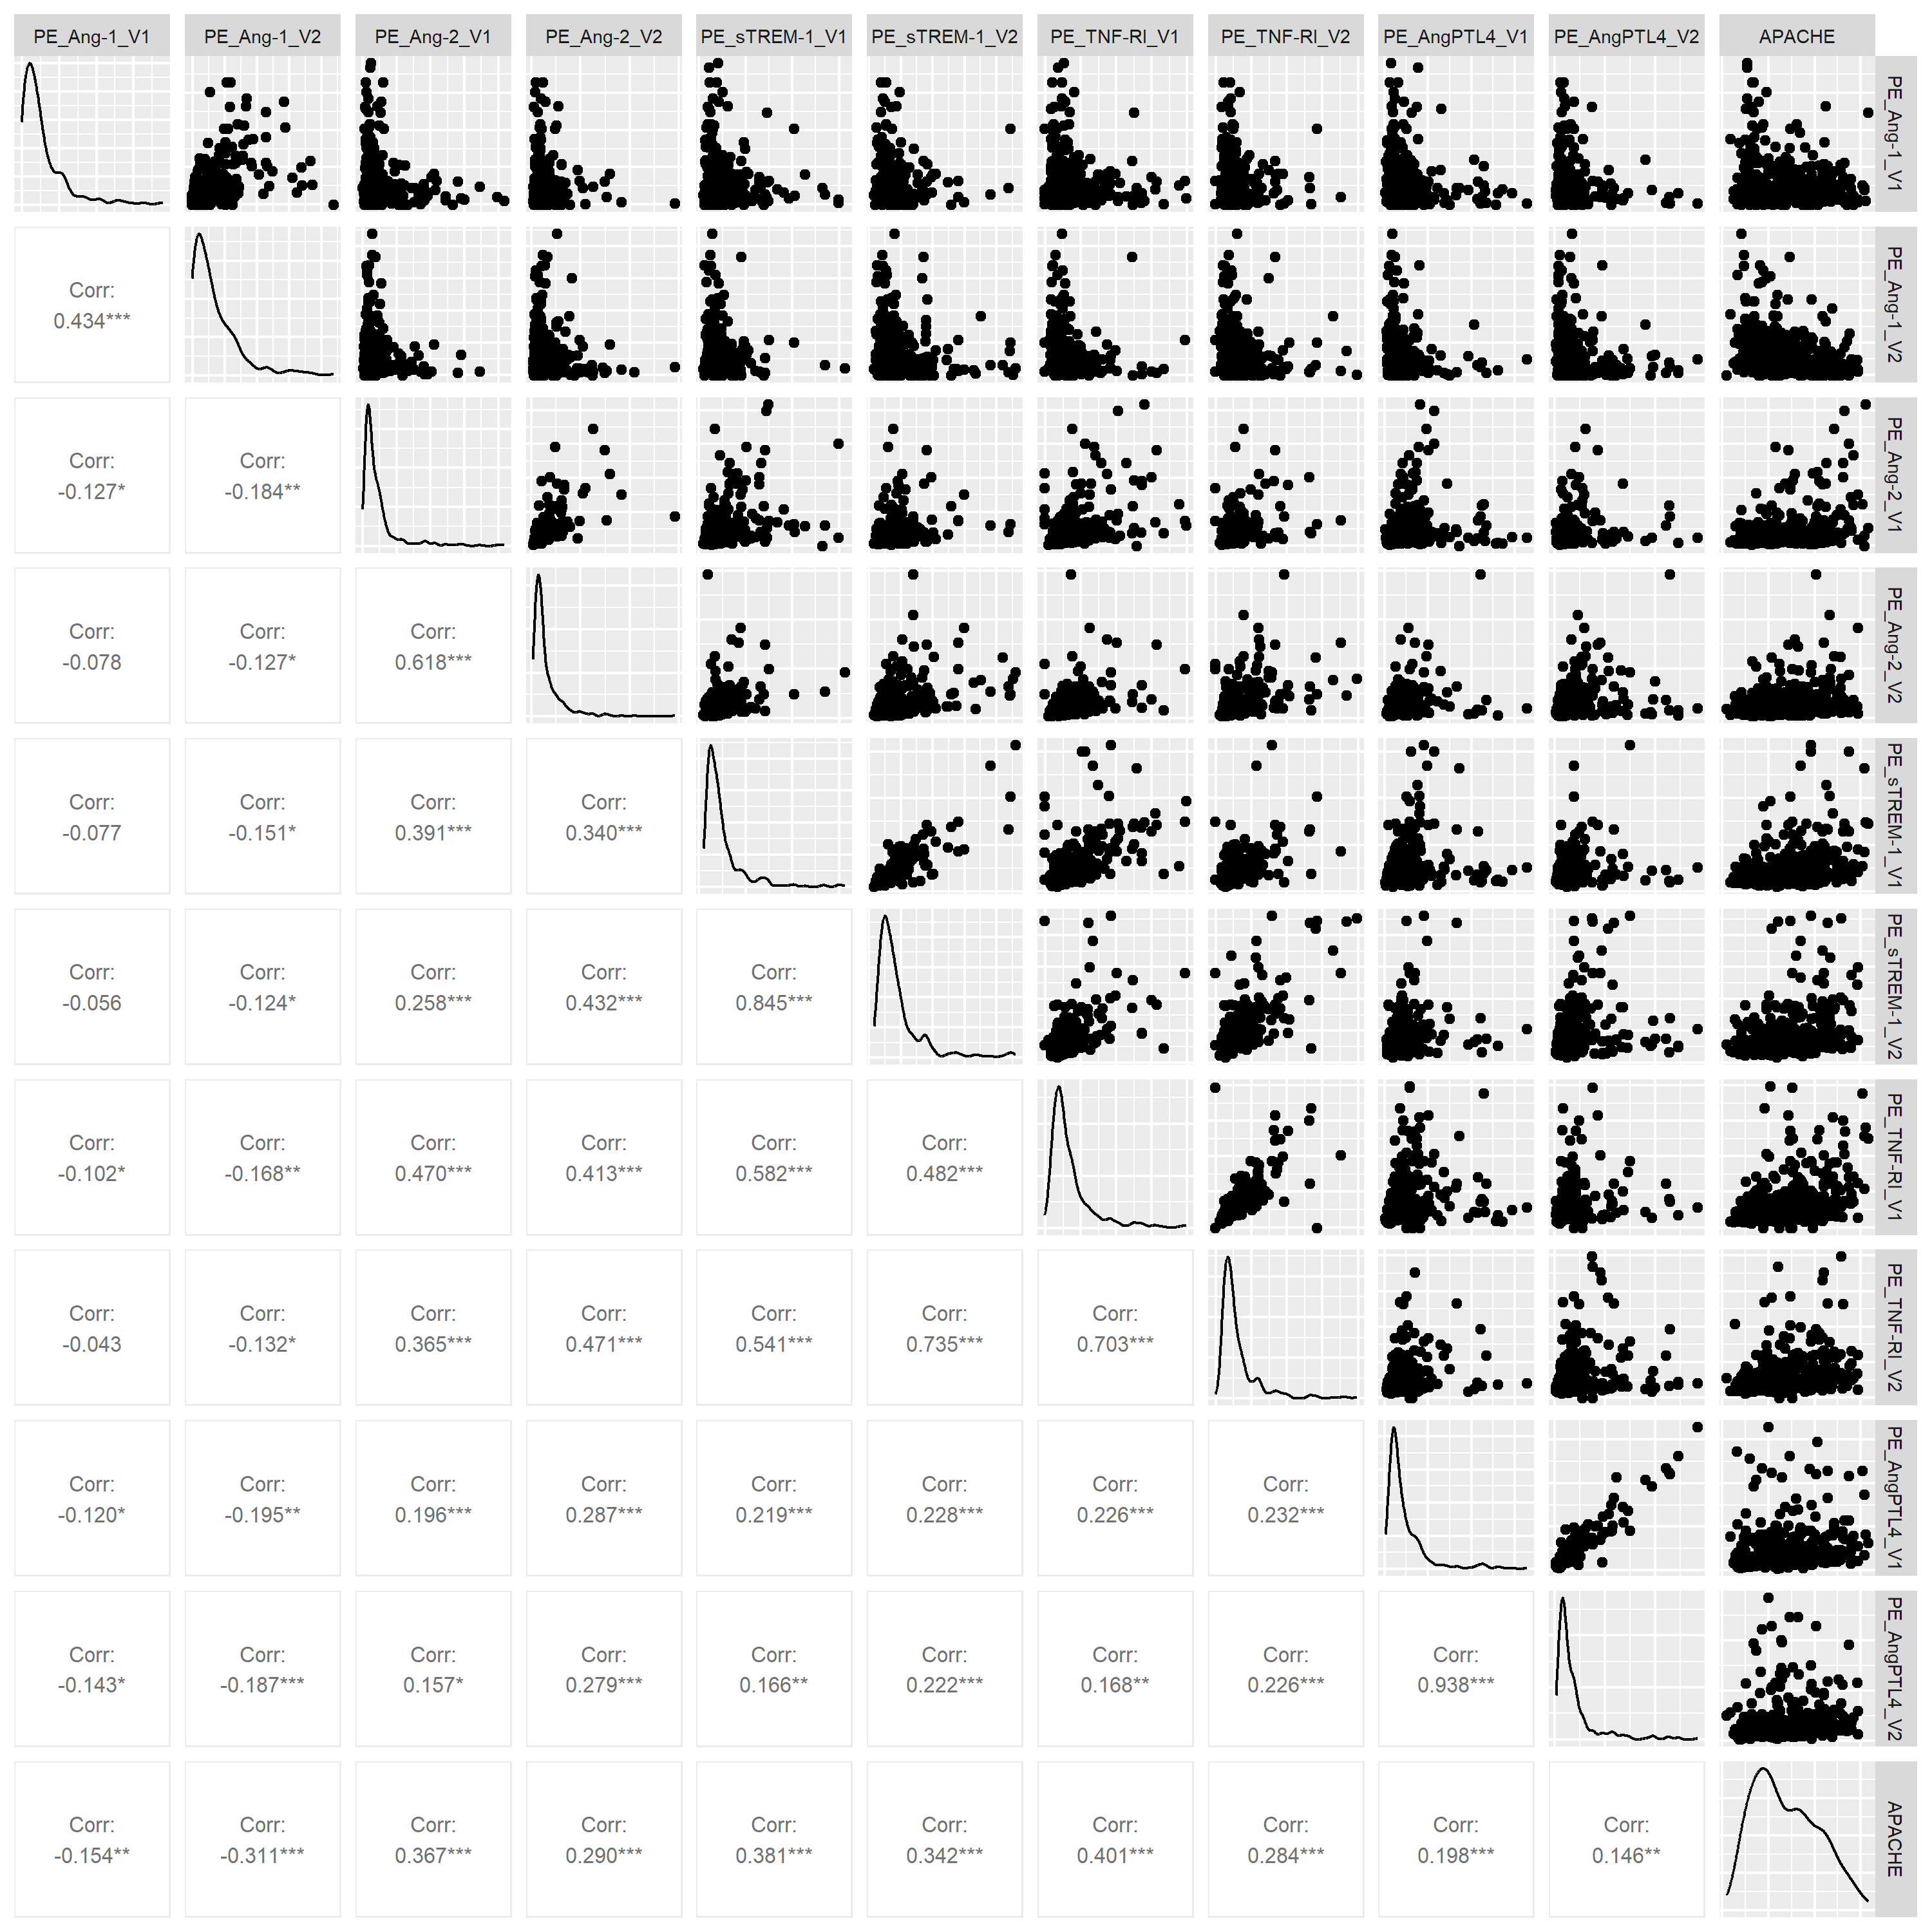 PE_Ang-1_V1 PE_Ang-1_V2 PE_Ang-2_V1 PE_Ang-2_V2 PE_sTREM-1_V1 PE_sTREM-1_V2 PE_TNF-RI_V1 PE_TNF-RI_V2 PE_AngPTL4_V1 PE_AngPTL4_V2 APACHE
PE_Ang-1_V1
Corr:
0.434***
PE_Ang-1_V2
Corr: Corr:
-0.127* -0.184**
PE_Ang-2_V1
Corr: Corr: Corr:
-0.078 -0.127* 0.618***
PE_Ang-2_V2
Corr: Corr: Corr: Corr:
-0.077 -0.151* 0.391*** 0.340***
PE_sTREM-1_V1
Corr: Corr: Corr: Corr: Corr:
-0.056 -0.124* 0.258*** 0.432*** 0.845***
PE_sTREM-1_V2
Corr: Corr: Corr: Corr: Corr: Corr:
-0.102* -0.168** 0.470*** 0.413*** 0.582*** 0.482***
PE_TNF-RI_V1
Corr: Corr: Corr: Corr: Corr: Corr: Corr:
-0.043 -0.132* 0.365*** 0.471*** 0.541*** 0.735*** 0.703***
PE_TNF-RI_V2
Corr: Corr: Corr: Corr: Corr: Corr: Corr: Corr:
-0.120* -0.195** 0.196*** 0.287*** 0.219*** 0.228*** 0.226*** 0.232***
PE_AngPTL4_V1
Corr: Corr: Corr: Corr: Corr: Corr: Corr: Corr: Corr:
-0.143* -0.187*** 0.157* 0.279*** 0.166** 0.222*** 0.168** 0.226*** 0.938***
PE_AngPTL4_V2
Corr: Corr: Corr: Corr: Corr: Corr: Corr: Corr: Corr: Corr:
-0.154** -0.311*** 0.367*** 0.290*** 0.381*** 0.342*** 0.401*** 0.284*** 0.198*** 0.146**
APACHE